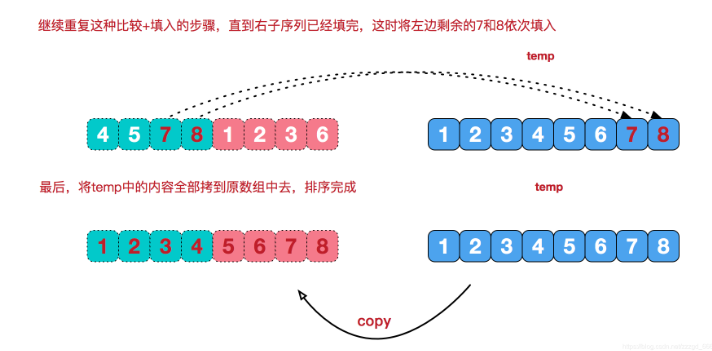 继续重复这种比较+填入的步骤，直到右子序列已经填完，这时将左边剩余的7和8依次填入
temp
4 5 7 8 1 2 3 6
1 2 3 4 5 6 7 8
最后，将temp中的内容全部拷到原数组中去，排序完成
temp
1 2 3 4 5 6 7 8
1 2 3 4 5 6 7 8
copy